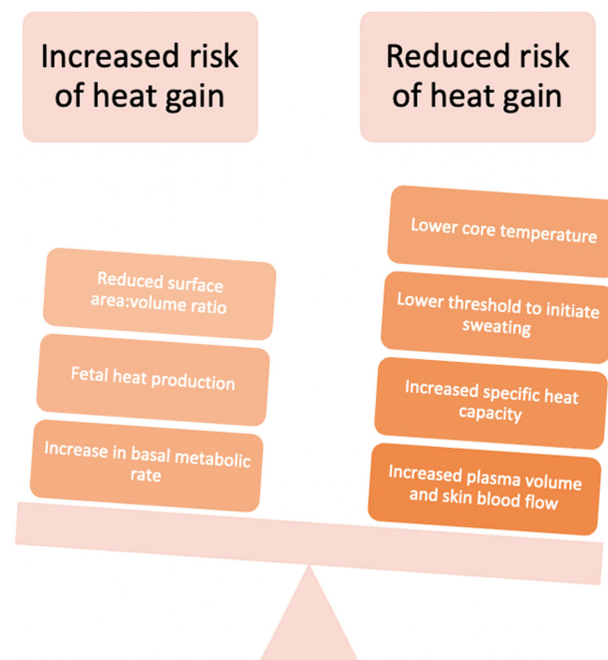 Increased risk
of heat gain
Reduced risk
of heat gain
Reduced surface
area:volume ratio
Fetal heat production
Increase in basal metabolic
rate
Lower core temperature
Lower threshold to initiate
sweating
Increased specific heat
capacity
Increased plasma volume
and skin blood flow